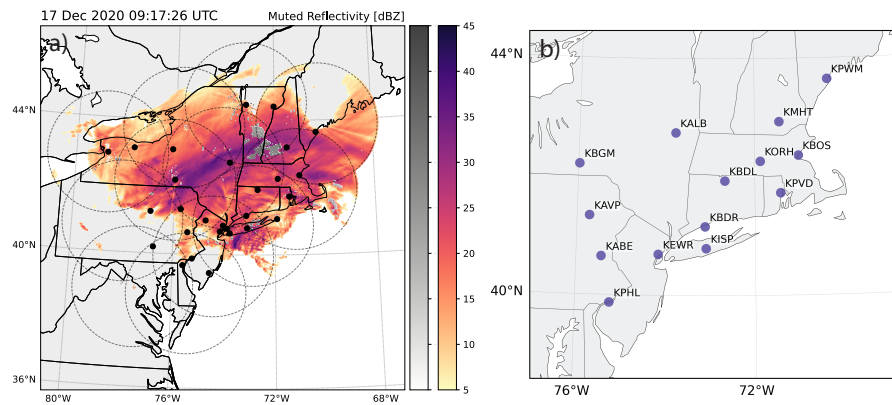 17 Dec 2020 09:17:26 UTC
Muted Reflectivity [dBZ]
a)
44°N
40°N
36°N
80°W
76°W
72°W
68°W
45
40
35
30
25
20
15
10
5
b)
44°N
40°N
76°W
72°W
KPWM
KMHT
KALB
KBOS
KORH
KBGM
KBDL
KPVD
KAVP
KBDR
KISP
KEWR
KABE
KPHL